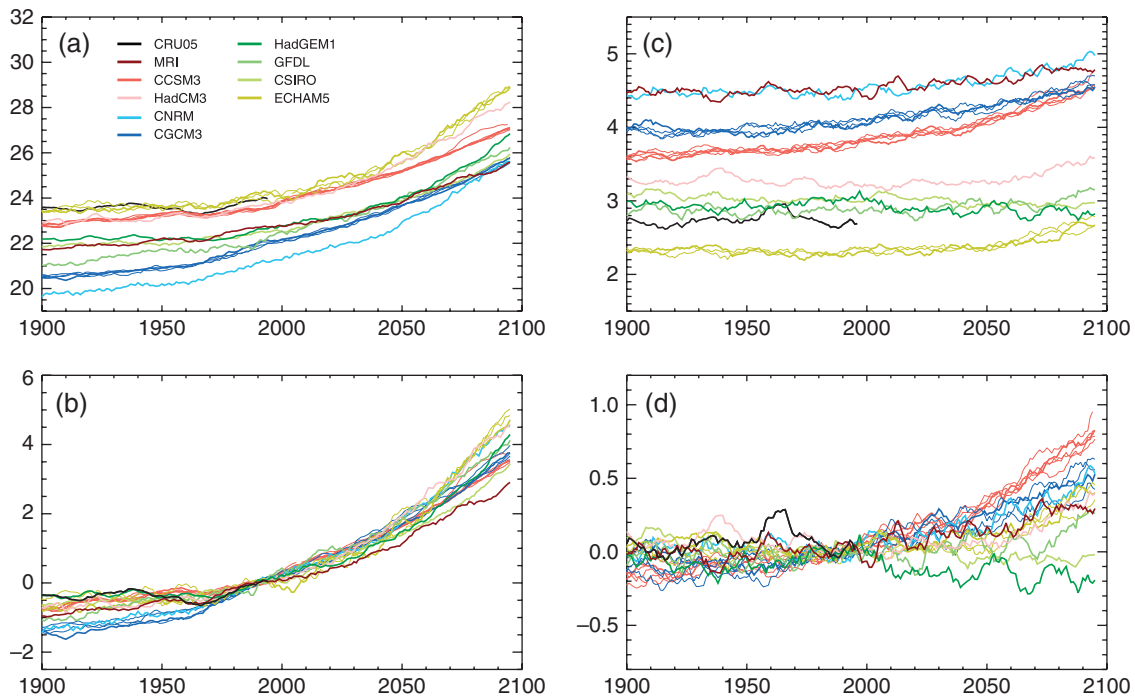 (a)
32
30
28
26
24
22
20
1900 1950 2000 2050 2100
CRU05
MRI
CCSM3
HadCM3
CNRM
CGCM3
HadGEM1
GFDL
CSIRO
ECHAM5
(c)
5
4
3
2
1900 1950 2000 2050 2100
(b)
6
4
2
0
−2
1900 1950 2000 2050 2100
(d)
1.0
0.5
0.0
−0.5
1900 1950 2000 2050 2100